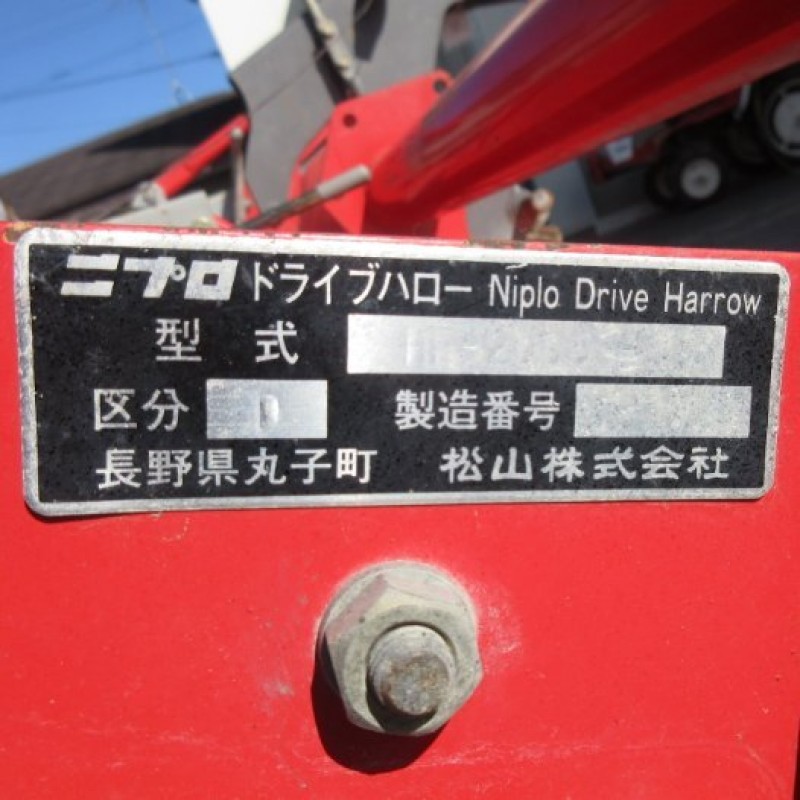 ニプロ ドライブハロー Niplo Drive Harrow
型式
区分 D 製造番号
長野県丸子町 松山株式会社